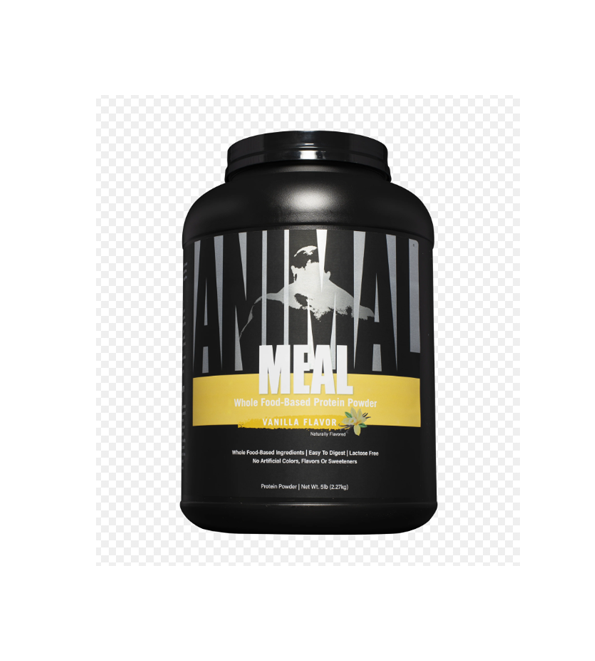 ANIMAL
MEAL
Whole Food-Based Protein Powder
VANILLA FLAVOR
Naturally Flavored
Whole Food-Based Ingredients | Easy To Digest | Lactose Free
No Artificial Colors, Flavors Or Sweeteners
Protein Powder | Net Wt. 5lb (2.27kg)